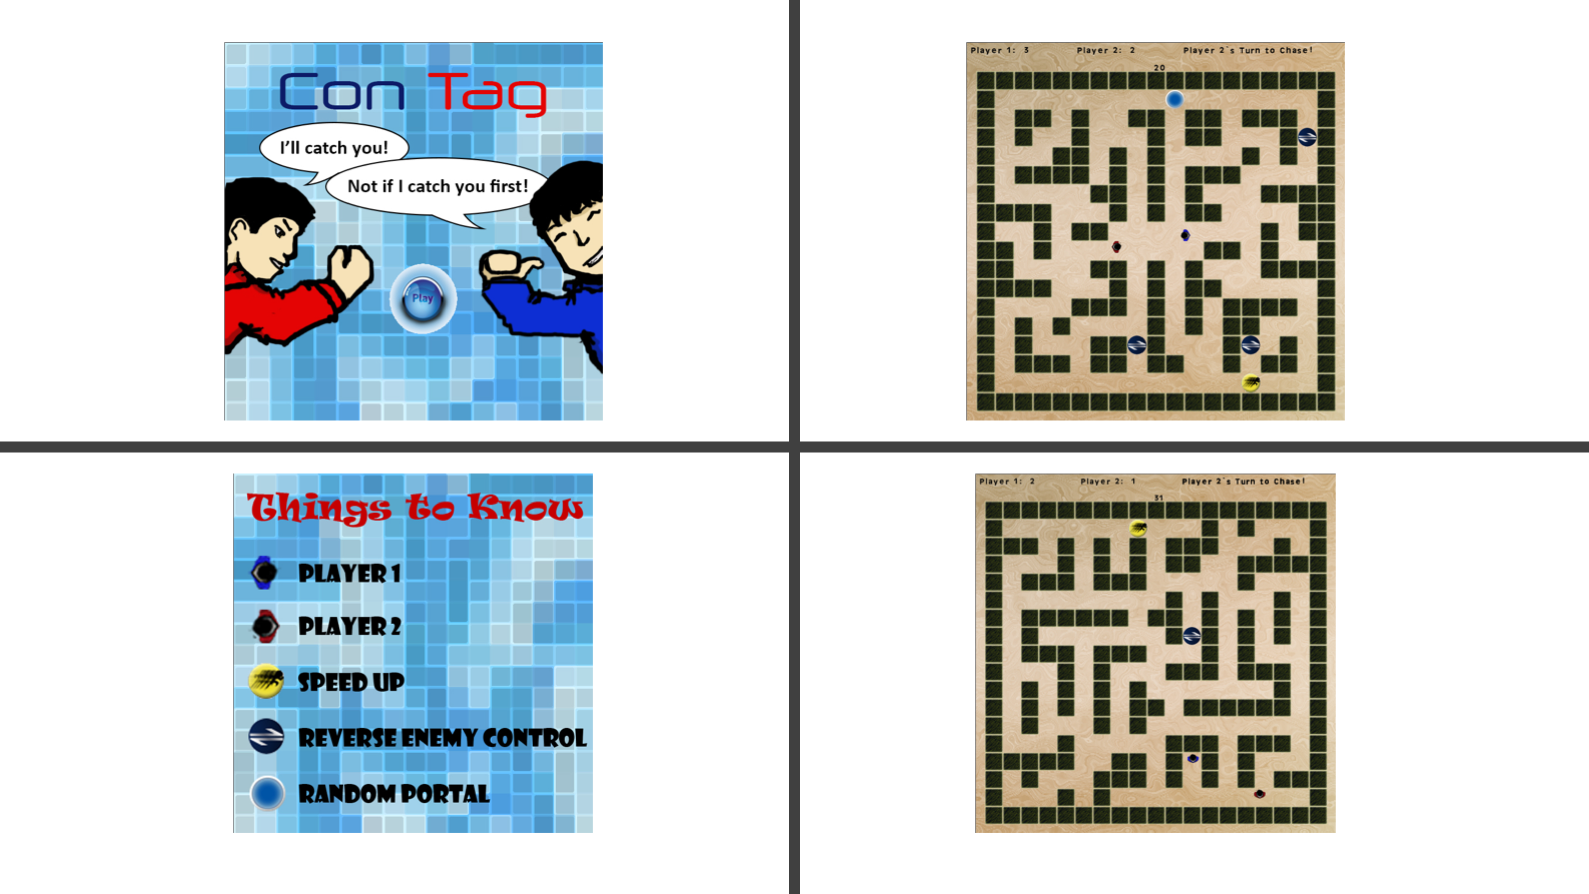 Con Tag
I'll catch you!
Not if I catch you first!
Play
Player 1: 3 Player 2: 2 Player 2's Turn to Chase!
20
Things to Know
PLAYER 1
PLAYER 2
SPEED UP
REVERSE ENEMY CONTROL
RANDOM PORTAL
Player 1: 2 Player 2: 1 Player 2's Turn to Chase!
31